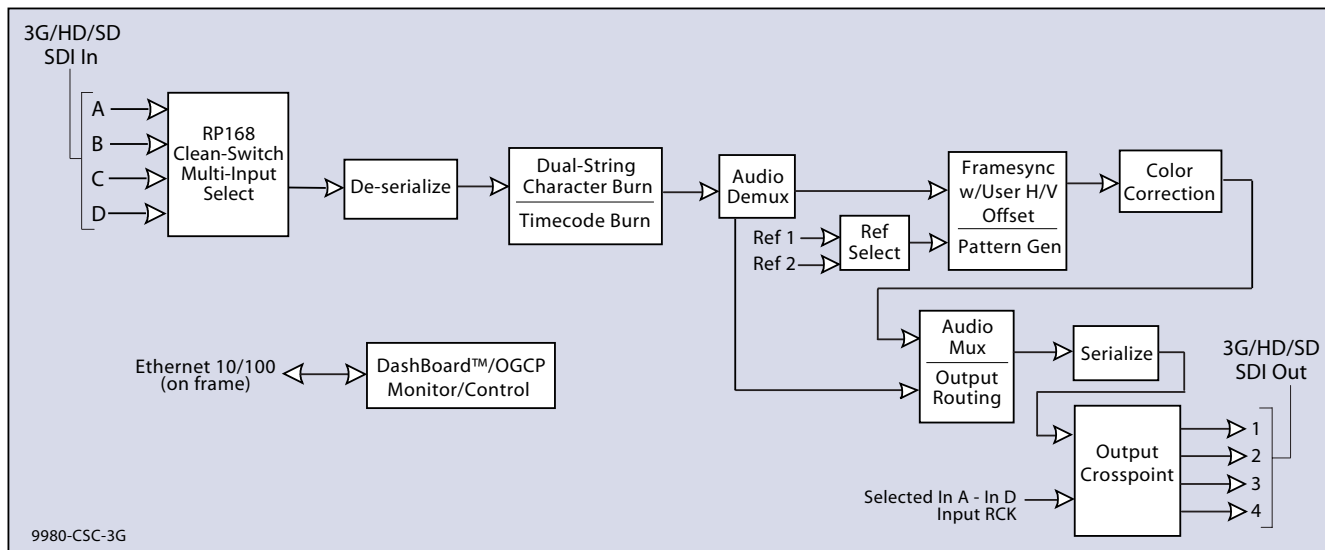 3G/HD/SD
SDI In
A
B
C
D
RP168
Clean-Switch
Multi-Input
Select
De-serialize
Dual-String
Character Burn
Timecode Burn
Audio
Demux
Ref 1
Ref 2
Ref
Select
Framesync
w/User H/V
Offset
Pattern Gen
Color
Correction
Ethernet 10/100
(on frame)
DashBoard™/OGCP
Monitor/Control
Audio
Mux
Output
Routing
Serialize
3G/HD/SD
SDI Out
Selected In A - In D
Input RCK
Output
Crosspoint
1
2
3
4
9980-CSC-3G